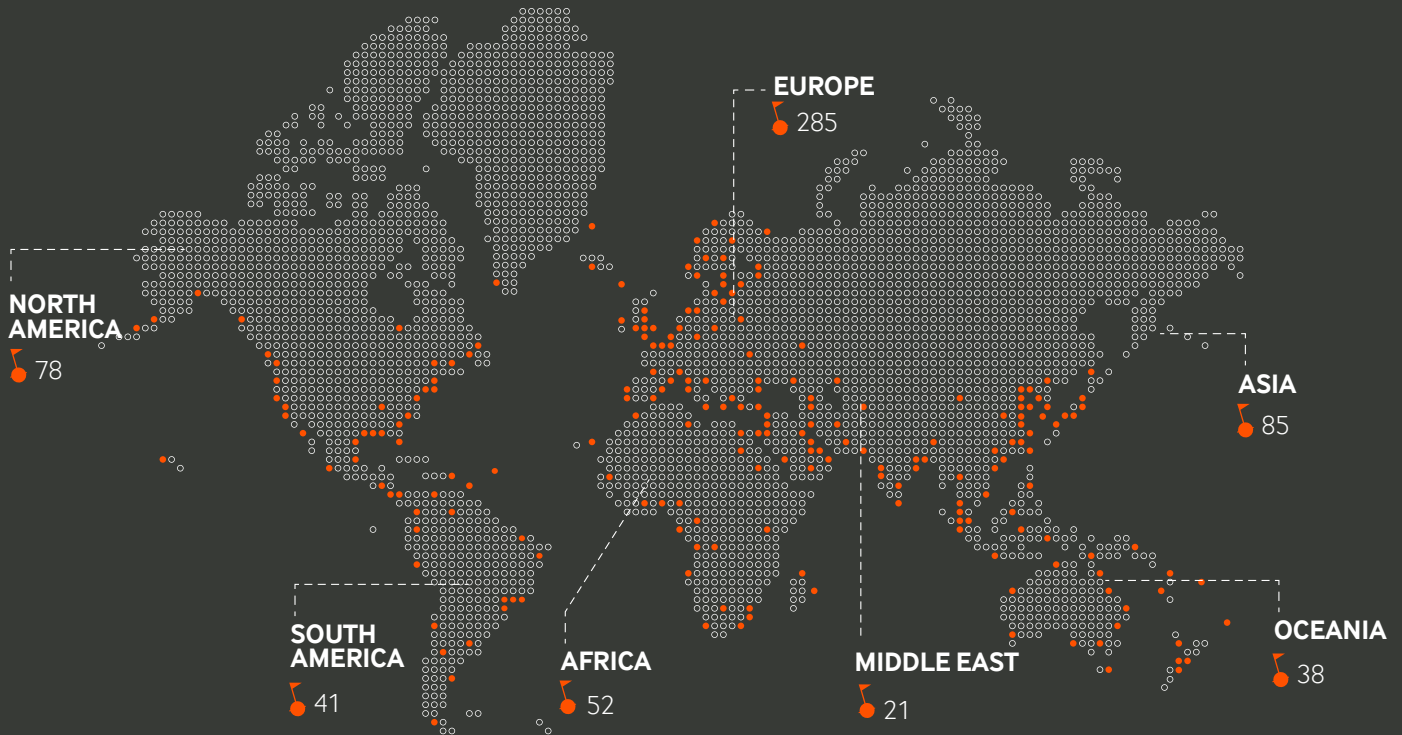 EUROPE
285
NORTH
AMERICA
78
ASIA
85
SOUTH
AMERICA
41
AFRICA
52
MIDDLE EAST
21
OCEANIA
38